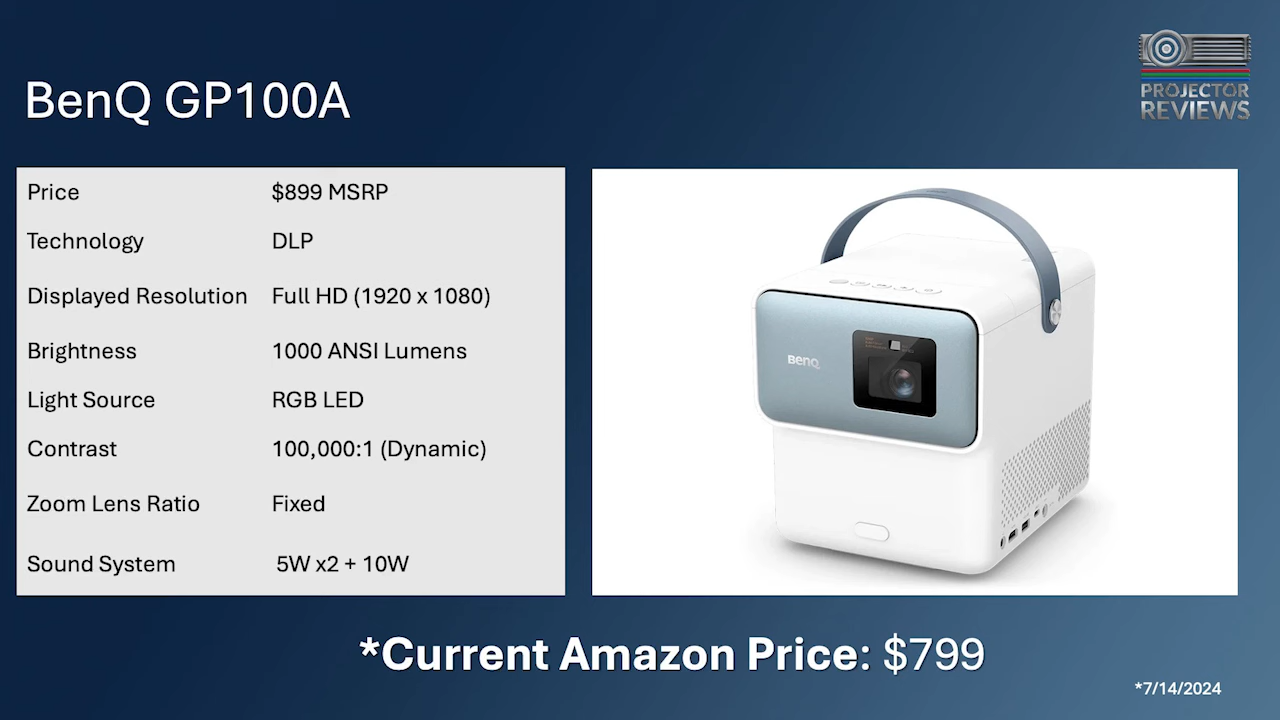 PROJECTOR
REVIEWS
BenQ GP100A
Price $899 MSRP
Technology DLP
Displayed Resolution Full HD (1920 x 1080)
Brightness 1000 ANSI Lumens
Light Source RGB LED
Contrast 100,000:1 (Dynamic)
Zoom Lens Ratio Fixed
Sound System 5W x2 + 10W
BenQ
*Current Amazon Price: $799
*7/14/2024